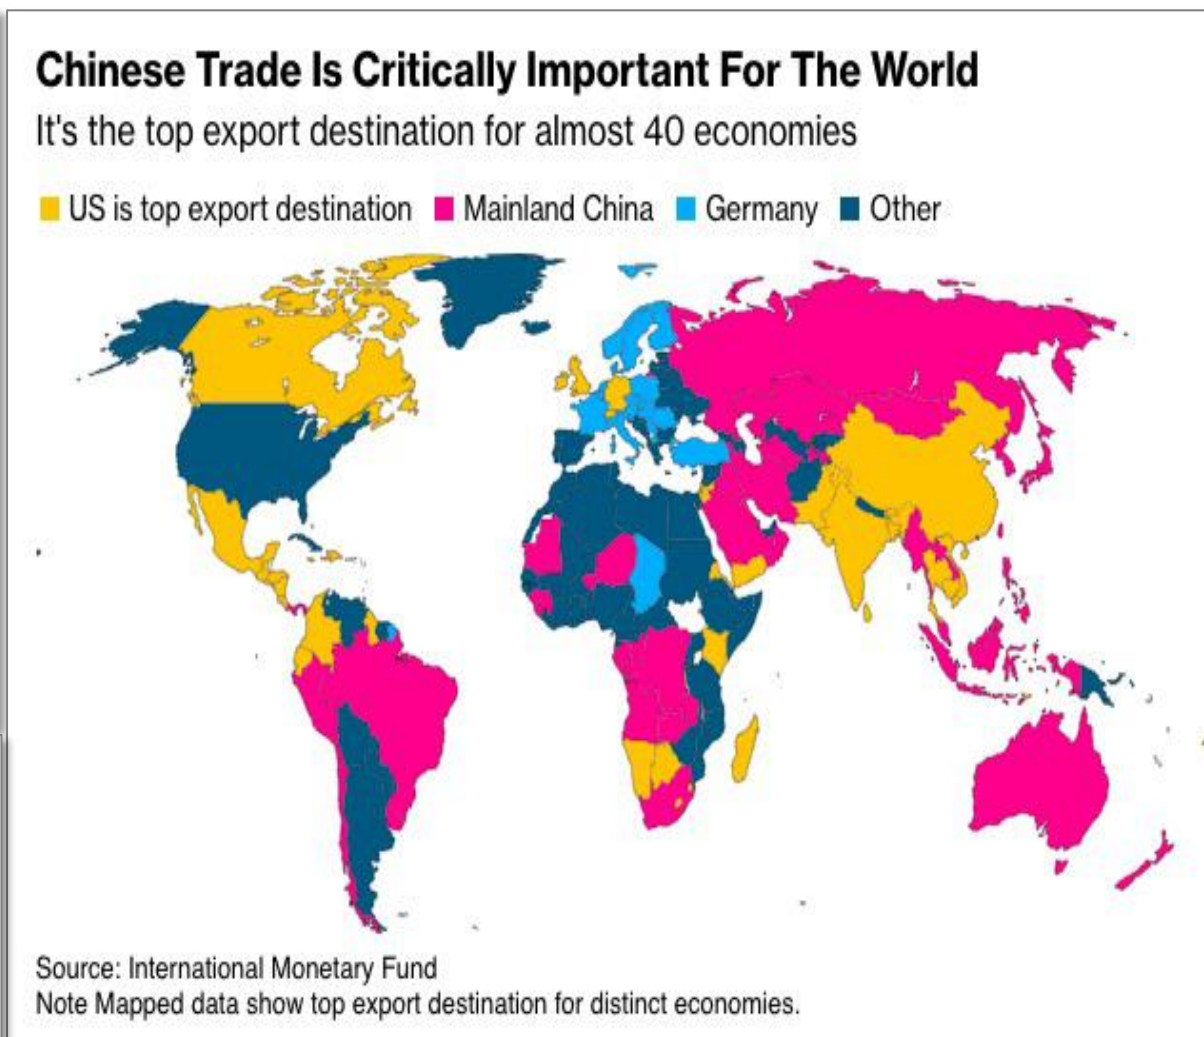 Chinese Trade Is Critically Important For The World
It's the top export destination for almost 40 economies
US is top export destination Mainland China Germany Other
Source: International Monetary Fund
Note Mapped data show top export destination for distinct economies.